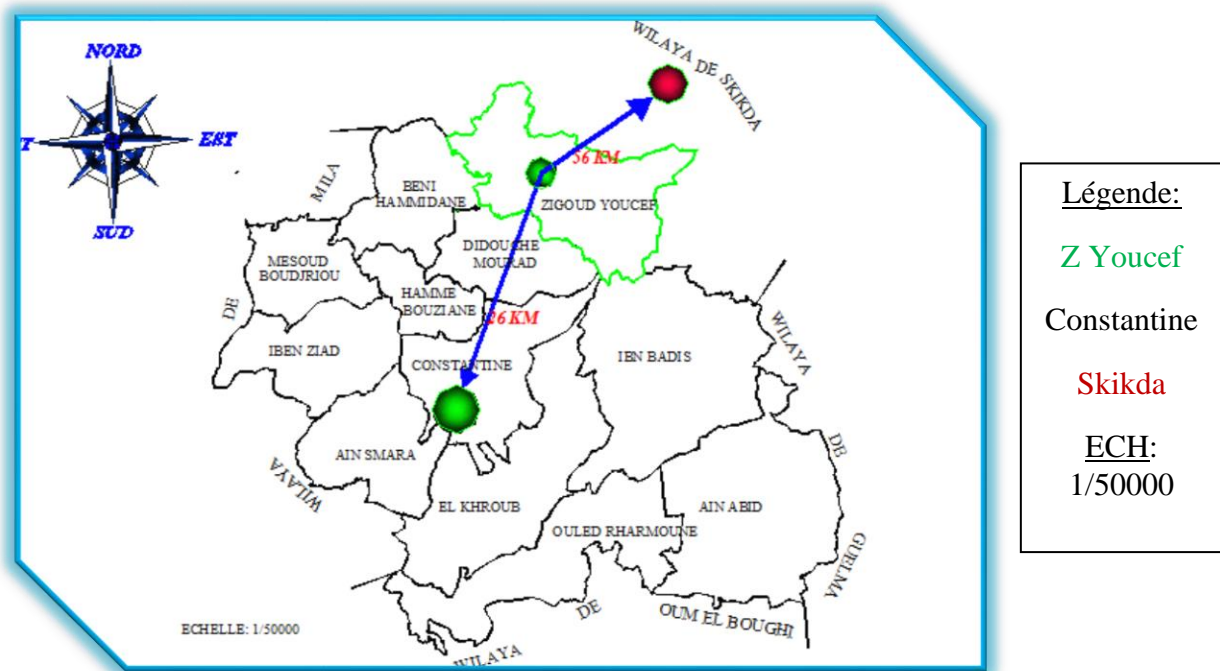 NORD
EST
SUD
WILAYA DE SKIKDA
56 KM
MILA
BENI
HAMMIDANE
ZIGOUD YOUCEF
DIDOUCHE
MOURAD
MESOUD
BOUDJRIOU
HAMME
BOUZIANE
26 KM
DE
IBEN ZIAD
CONSTANTINE
IBN BADIS
WILAYA
AIN SMARA
WILAYA
DE
EL KHROUB
AIN ABID
OULED RHARMOUNE
GUELMA
DE
OUM EL BOUGHI
ECHELLE: 1/50000
WILAYA
Légende:
Z Youcef
Constantine
Skikda
ECH:
1/50000